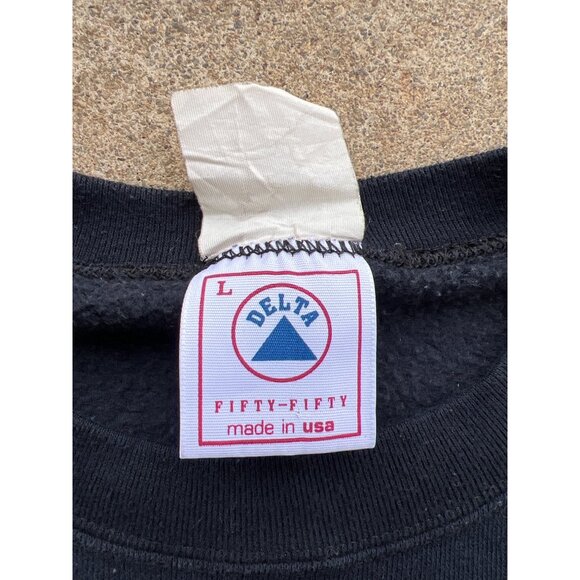 L
DELTA
FIFTY-FIFTY
made in usa